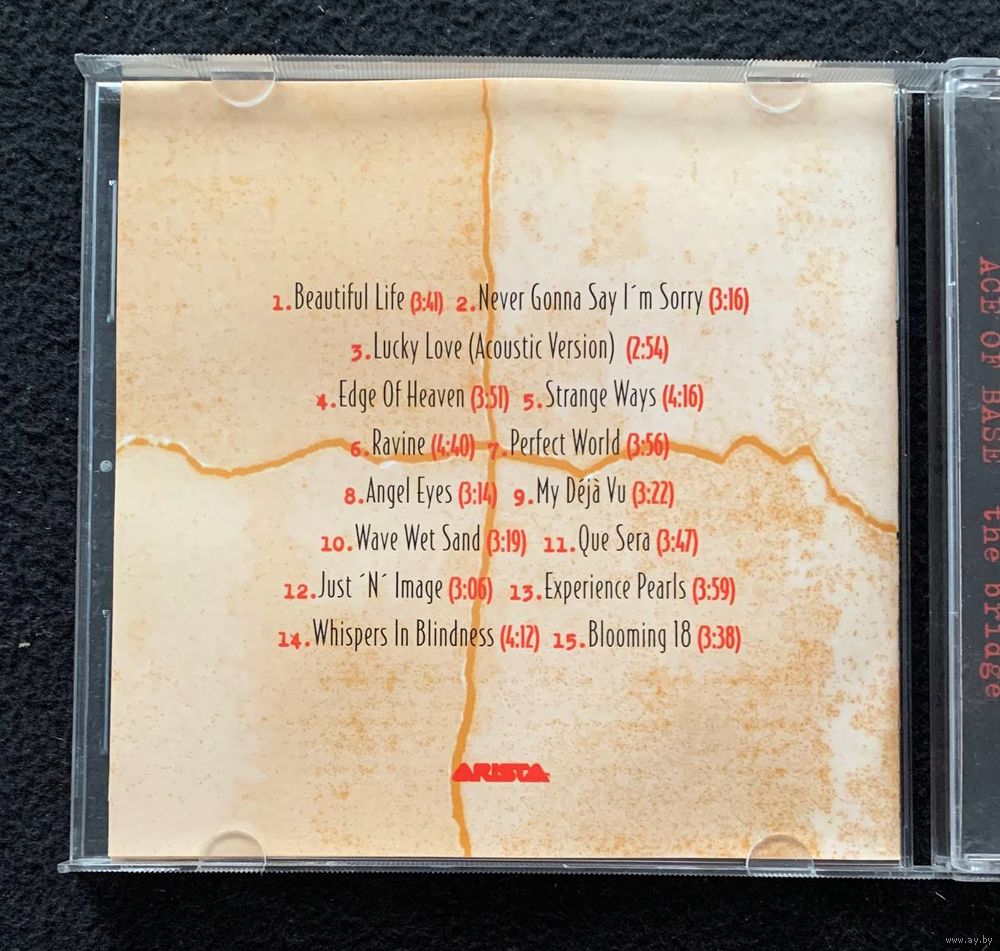 1.Beautiful Life (3:41) 2.Never Gonna Say I´m Sorry (3:16)
3.Lucky Love (Acoustic Version) (2:54)
4.Edge Of Heaven (3:51) 5.Strange Ways (4:16)
6.Ravine (4:40) 7.Perfect World (3:56)
8.Angel Eyes (3:14) 9.My Déjà Vu (3:22)
10.Wave Wet Sand (3:19) 11.Que Sera (3:47)
12.Just ´N´ Image (3:06) 13.Experience Pearls (3:59)
14.Whispers In Blindness (4:12) 15.Blooming 18 (3:38)
ARISTA
ACE OF BASE the bridge
www.ay.by